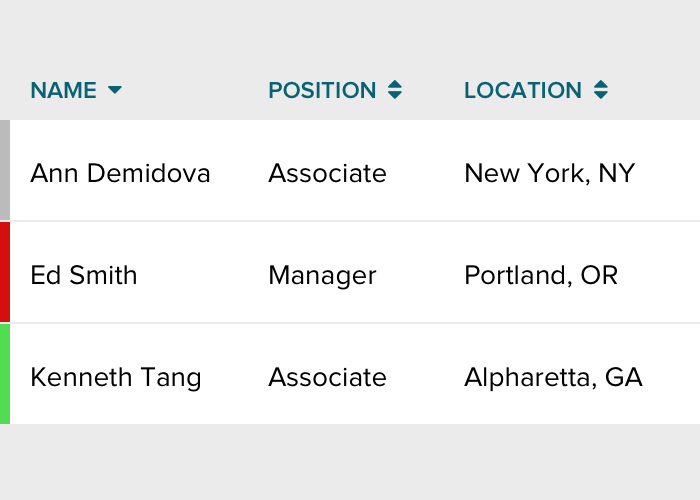 NAME POSITION LOCATION
Ann Demidova Associate New York, NY
Ed Smith Manager Portland, OR
Kenneth Tang Associate Alpharetta, GA